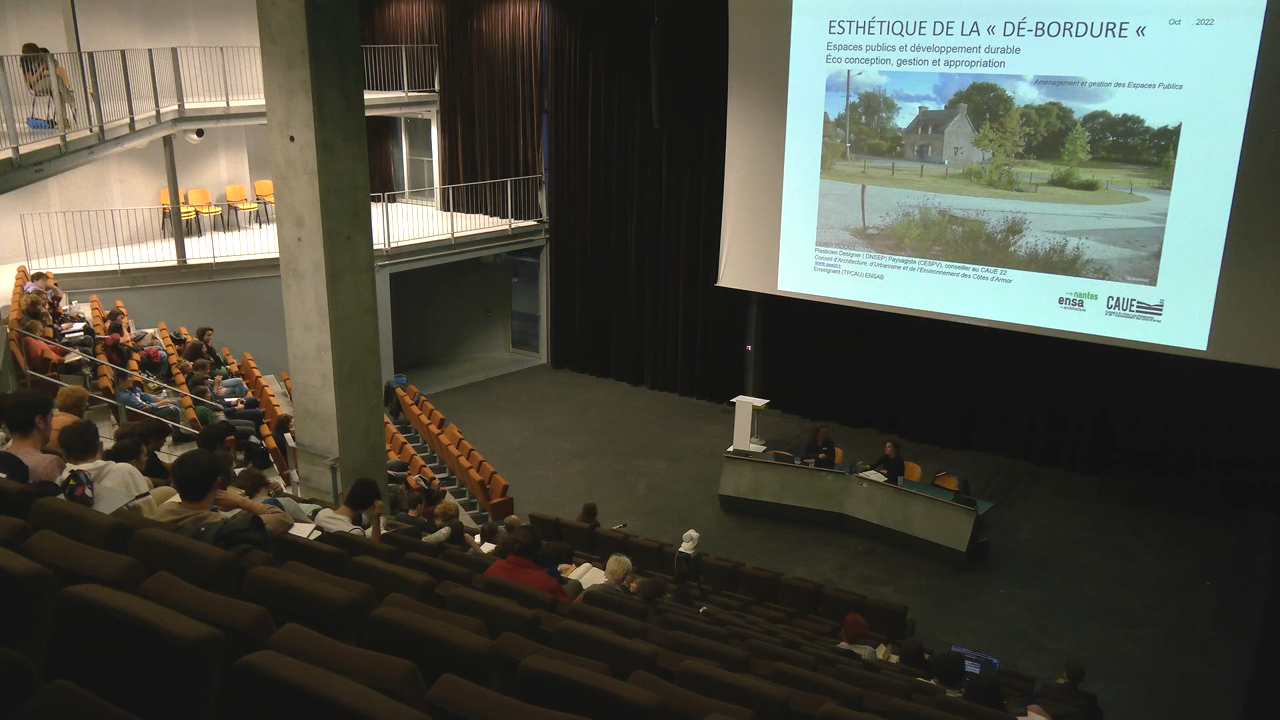 ESTHÉTIQUE DE LA « DÉ-BORDURE «
Oct . 2022
Espaces publics et développement durable
Éco conception, gestion et appropriation
Aménagement et gestion des Espaces Publics
Plasticien Designer ( DNSEP) Paysagiste (CESPV), conseiller au CAUE 22
Conseil d'Architecture, d'Urbanisme et de l'Environnement des Côtes d'Armor
Enseignant (TPCAU) ENSAB
nantes
ensa
architecture
CAUE